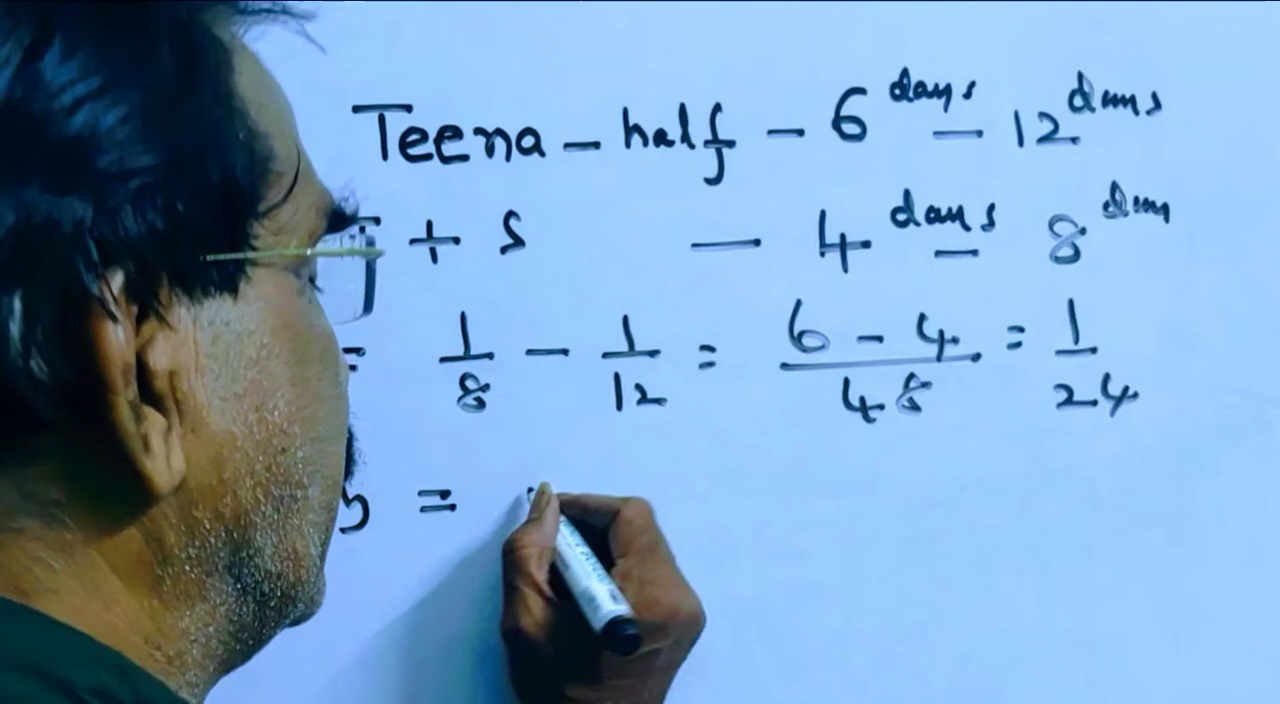 Teena - half - 6 days - 12 days
T + S - 4 days - 8 days
= 1/8 - 1/12 = 6 - 4/48 = 1/24
S =